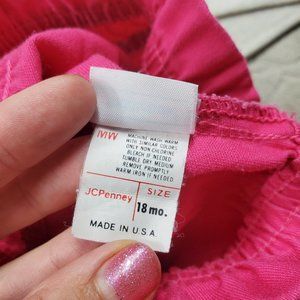 MW
MACHINE WASH WARM
WITH SIMILAR COLORS
ONLY NON-CHLORINE
BLEACH IF NEEDED
TUMBLE DRY MEDIUM
REMOVE PROMPTLY
WARM IRON IF NEEDED
JCPenney
SIZE
18 mo.
MADE IN U.S.A.